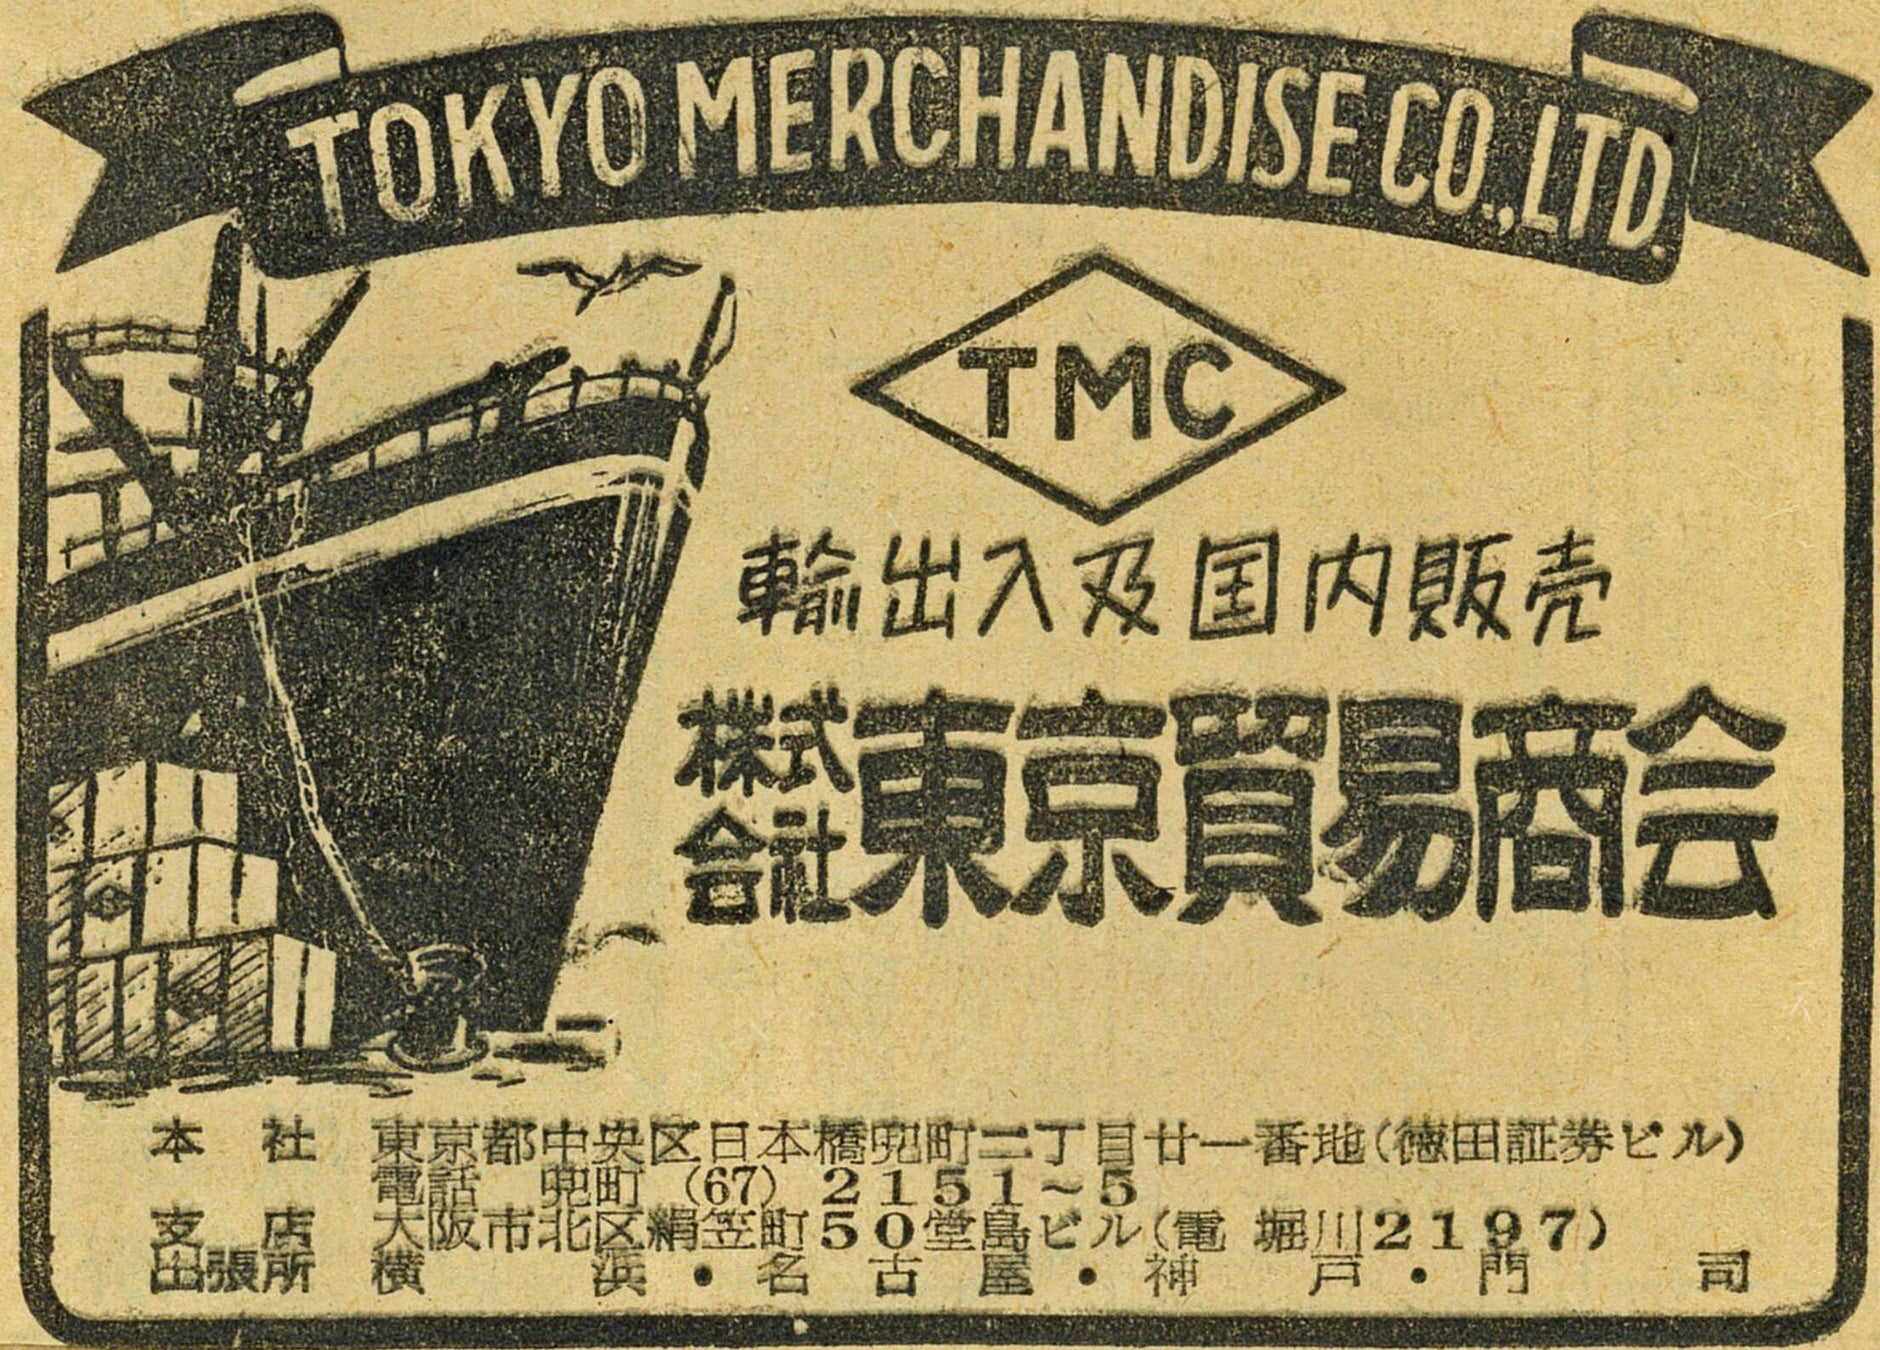 TOKYO MERCHANDISE CO., LTD.
TMC
輸出入及国内販売
株式会社東京貿易商会
本社 東京都中央区日本橋兜町二丁目廿一番地(徳田証券ビル)
電話 兜町 (67) 2151~5
支店 大阪市北区絹笠町50堂島ビル(電 堀川2197)
出張所 横浜・名古屋・神戸・門司